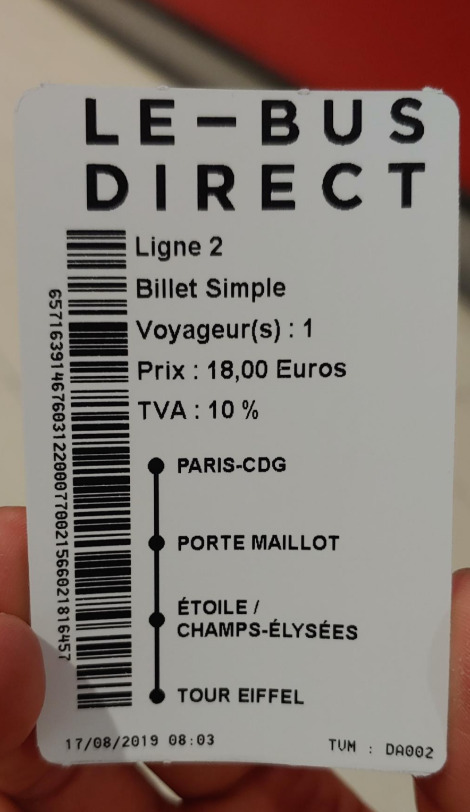 LE-BUS
DIRECT
Ligne 2
Billet Simple
Voyageur(s) : 1
Prix : 18,00 Euros
TVA : 10 %
PARIS-CDG
PORTE MAILLOT
ÉTOILE /
CHAMPS-ÉLYSÉES
TOUR EIFFEL
17/08/2019 08:03
TVM : DA002